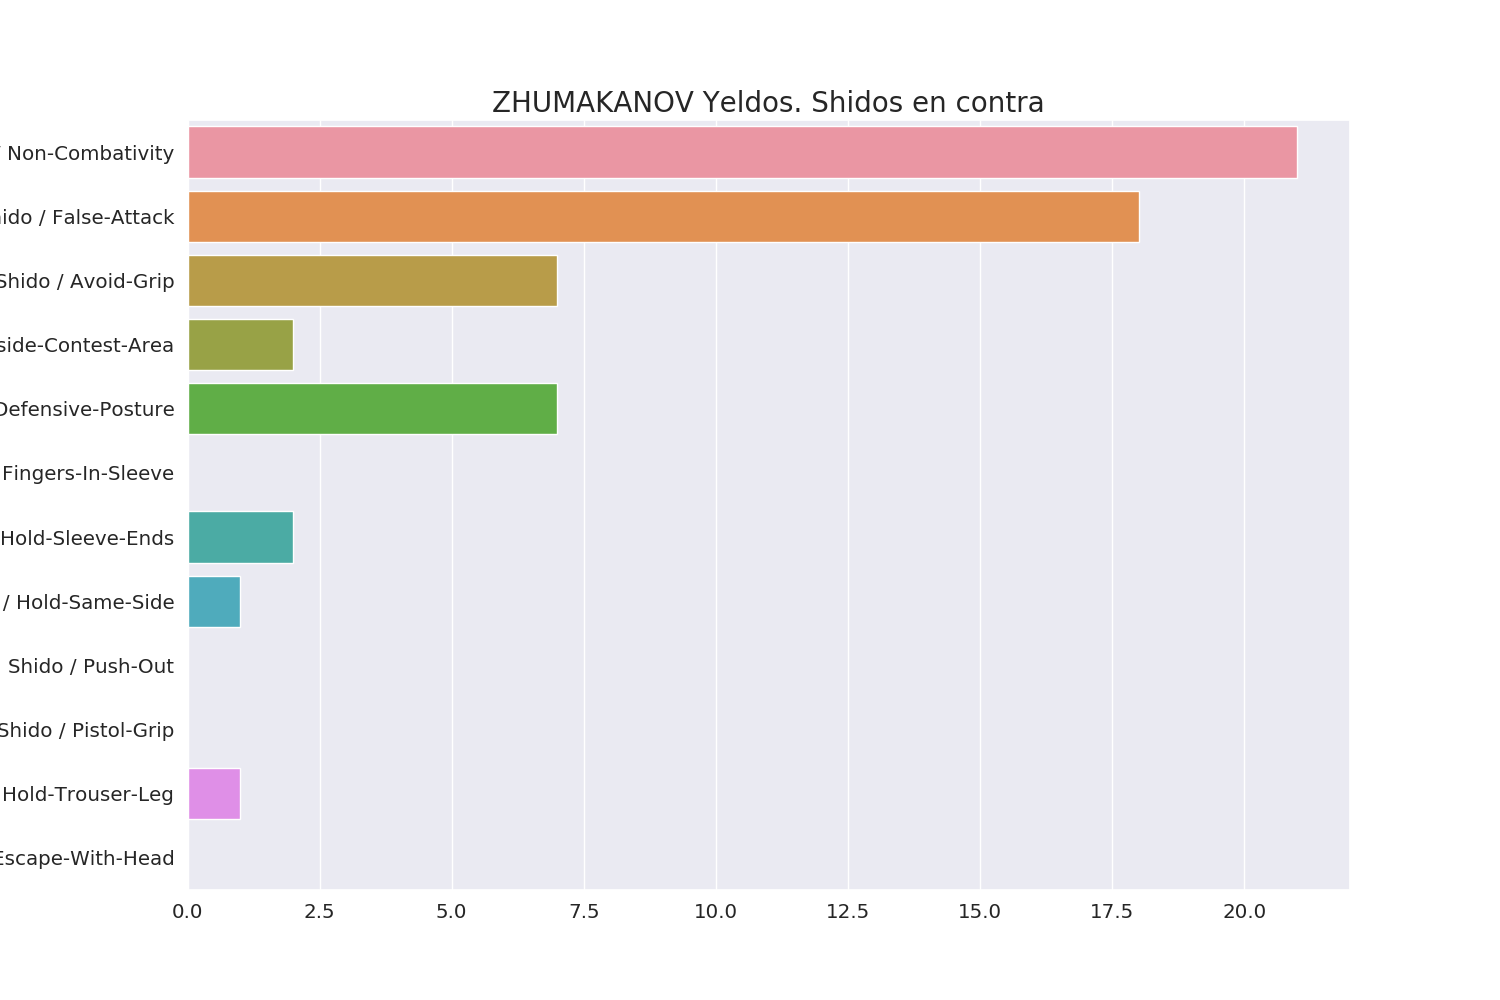 ZHUMAKANOV Yeldos. Shidos en contra
/ Non-Combativity
ido / False-Attack
Shido / Avoid-Grip
side-Contest-Area
Defensive-Posture
Fingers-In-Sleeve
Hold-Sleeve-Ends
/ Hold-Same-Side
Shido / Push-Out
Shido / Pistol-Grip
Hold-Trouser-Leg
Escape-With-Head
0.0 2.5 5.0 7.5 10.0 12.5 15.0 17.5 20.0